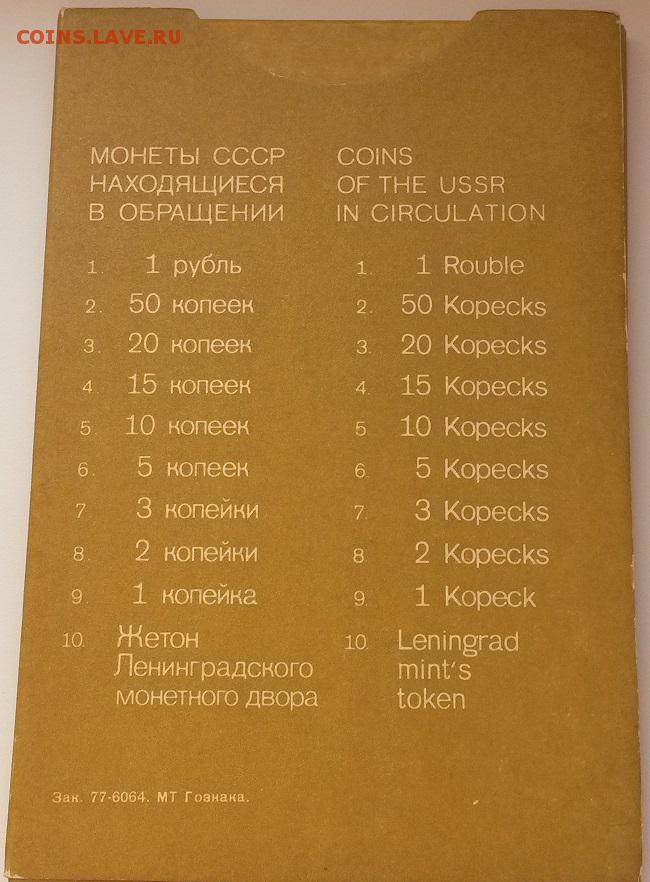 COINS.LAVE.RU
МОНЕТЫ СССР
НАХОДЯЩИЕСЯ
В ОБРАЩЕНИИ
1. 1 рубль
2. 50 копеек
3. 20 копеек
4 15 копеек
5. 10 копеек
6. 5 копеек
7 3 копейки
8. 2 копейки
9. 1 копейка
10. Жетон
Ленинградского
монетного двора
COINS
OF THE USSR
IN CIRCULATION
1. 1 Rouble
2. 50 Kopecks
3. 20 Kopecks
4. 15 Kopecks
5. 10 Kopecks
6. 5 Kopecks
7. 3 Kopecks
8. 2 Kopecks
9. 1 Kopeck
10. Leningrad
mint's
token
Зак. 77-6064. МТ Гознака.